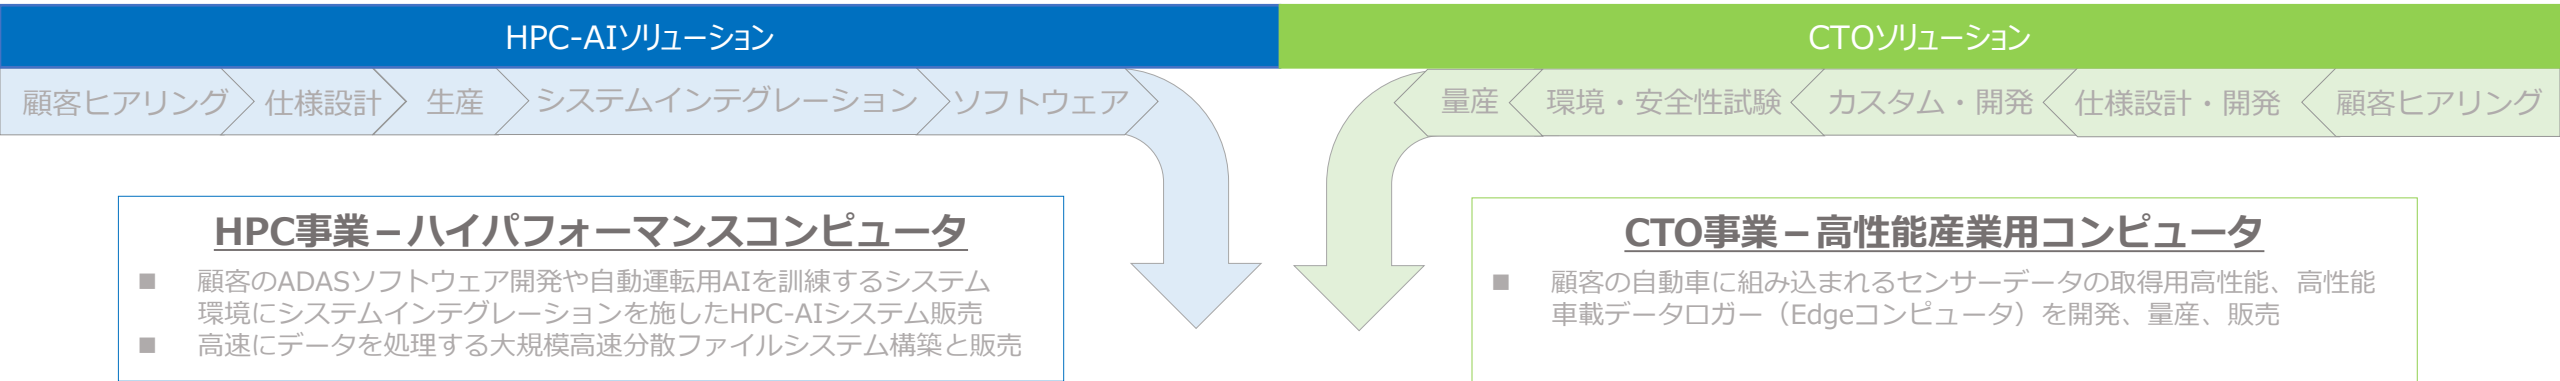 HPC-AIソリューション
CTOソリューション
顧客ヒアリング
仕様設計
生産
システムインテグレーション
ソフトウェア
量産
環境・安全性試験
カスタム・開発
仕様設計・開発
顧客ヒアリング
HPC事業－ハイパフォーマンスコンピュータ
■ 顧客のADASソフトウェア開発や自動運転用AIを訓練するシステム
環境にシステムインテグレーションを施したHPC-AIシステム販売
■ 高速にデータを処理する大規模高速分散ファイルシステム構築と販売
CTO事業－高性能産業用コンピュータ
■ 顧客の自動車に組み込まれるセンサーデータの取得用高性能、高性能
車載データロガー（Edgeコンピュータ）を開発、量産、販売